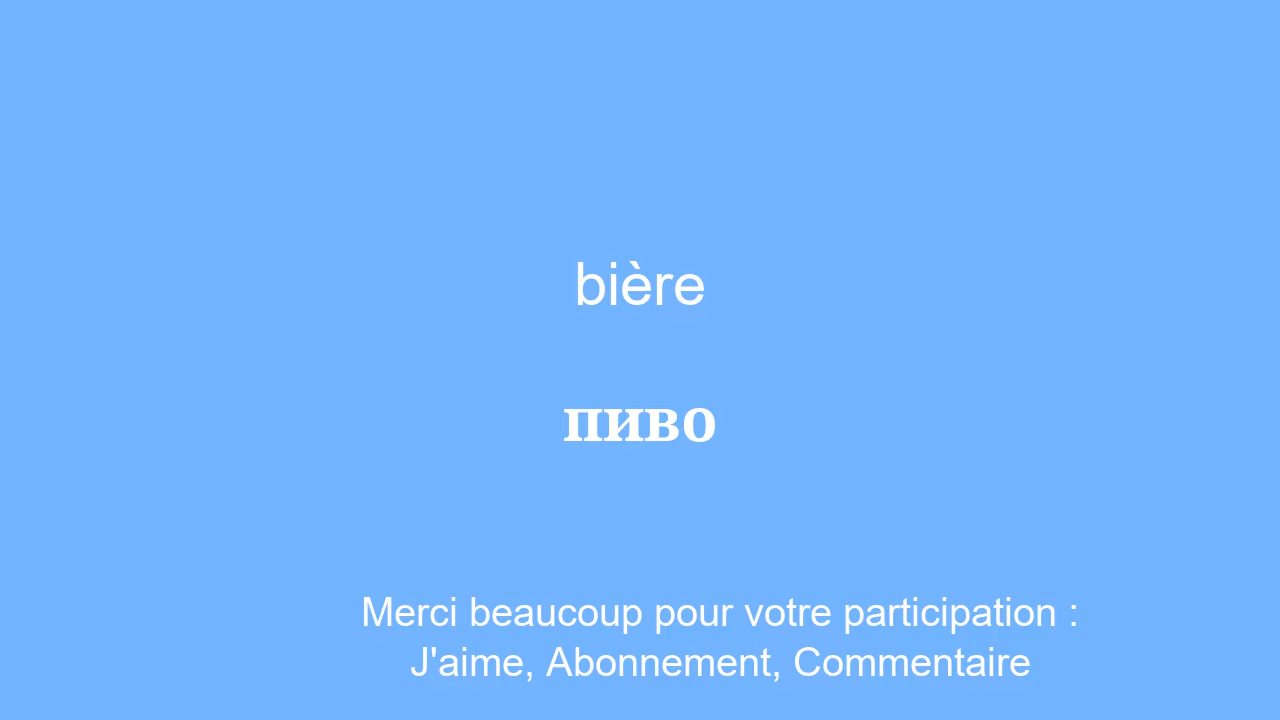 bière
пиво
Merci beaucoup pour votre participation :
J'aime, Abonnement, Commentaire